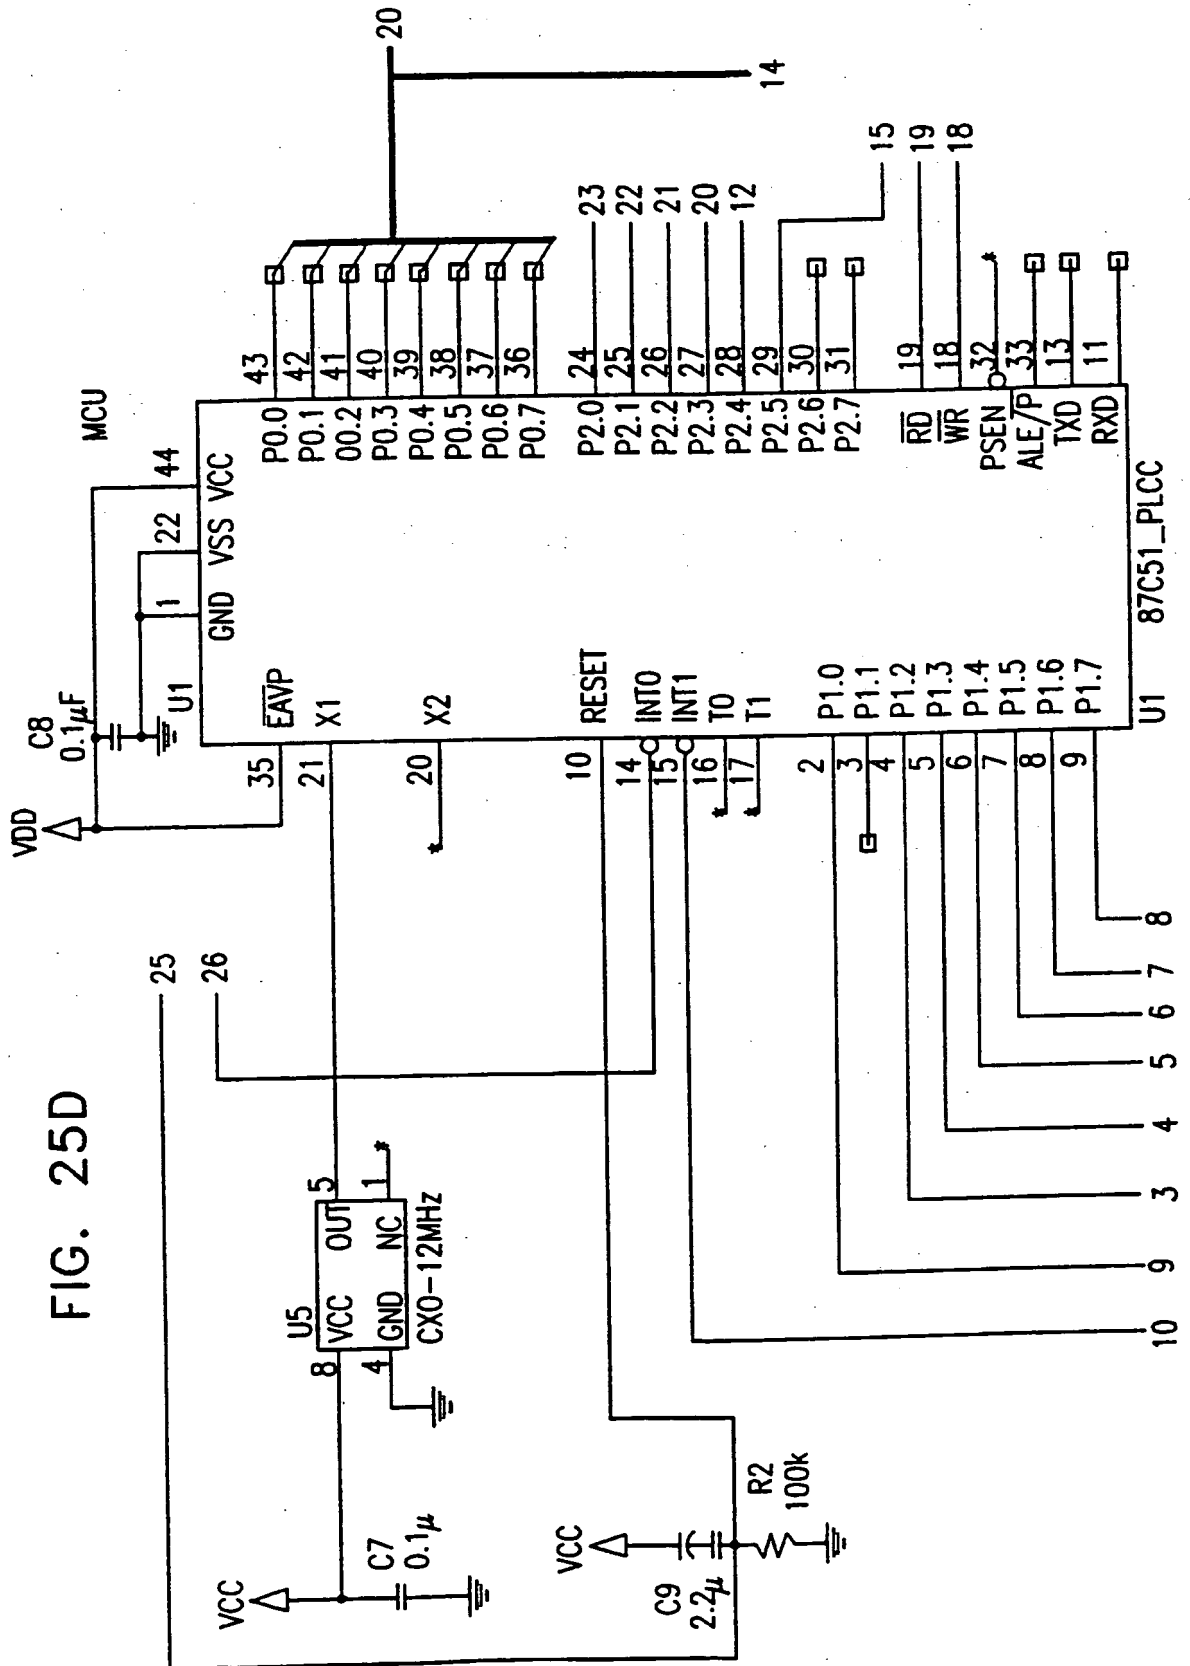 FIG. 25D
MCU
U1
87C51_PLCC
U1
VDD
C8
0.1μF
1
GND
22
VSS
44
VCC
35
EAVP
21
X1
20
X2
10
RESET
14
INT0
15
INT1
16
T0
17
T1
2
P1.0
3
P1.1
4
P1.2
5
P1.3
6
P1.4
7
P1.5
8
P1.6
9
P1.7
P0.0
43
P0.1
42
O0.2
41
P0.3
40
P0.4
39
P0.5
38
P0.6
37
P0.7
36
20
14
P2.0
24
23
P2.1
25
22
P2.2
26
21
P2.3
27
20
P2.4
28
12
P2.5
29
15
P2.6
30
P2.7
31
RD
19
19
WR
18
18
PSEN
32
*
ALE/P
33
TXD
13
RXD
11
25
26
U5
VCC
OUT
GND
NC
8
5
4
1
*
CXO-12MHz
VCC
C7
0.1μ
VCC
C9
2.2μ
R2
100k
*
*
*
10
9
3
4
5
6
7
8